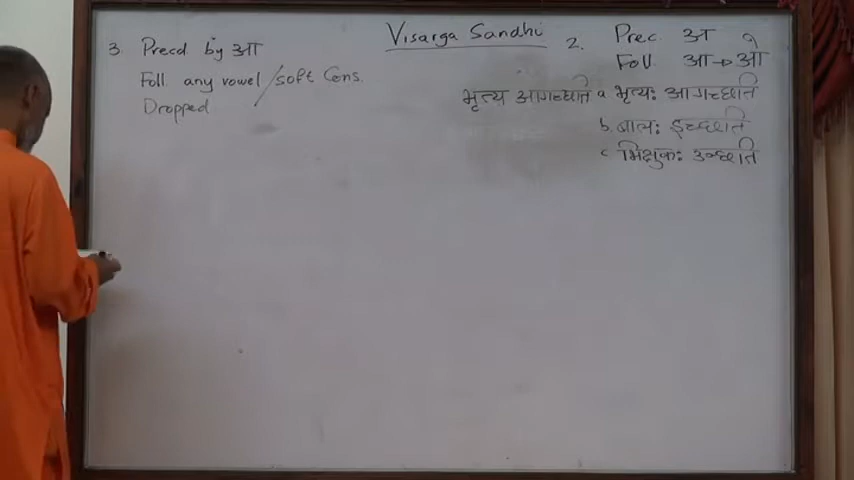 Visarga Sandhi
3. Precd by आ
Foll any vowel/soft Cons.
Dropped
2. Prec. अ
Foll. आ→औ
भृत्य आगच्छति a भृत्यः आगच्छति
b. बालः इच्छति
c भिक्षुकः उच्छति